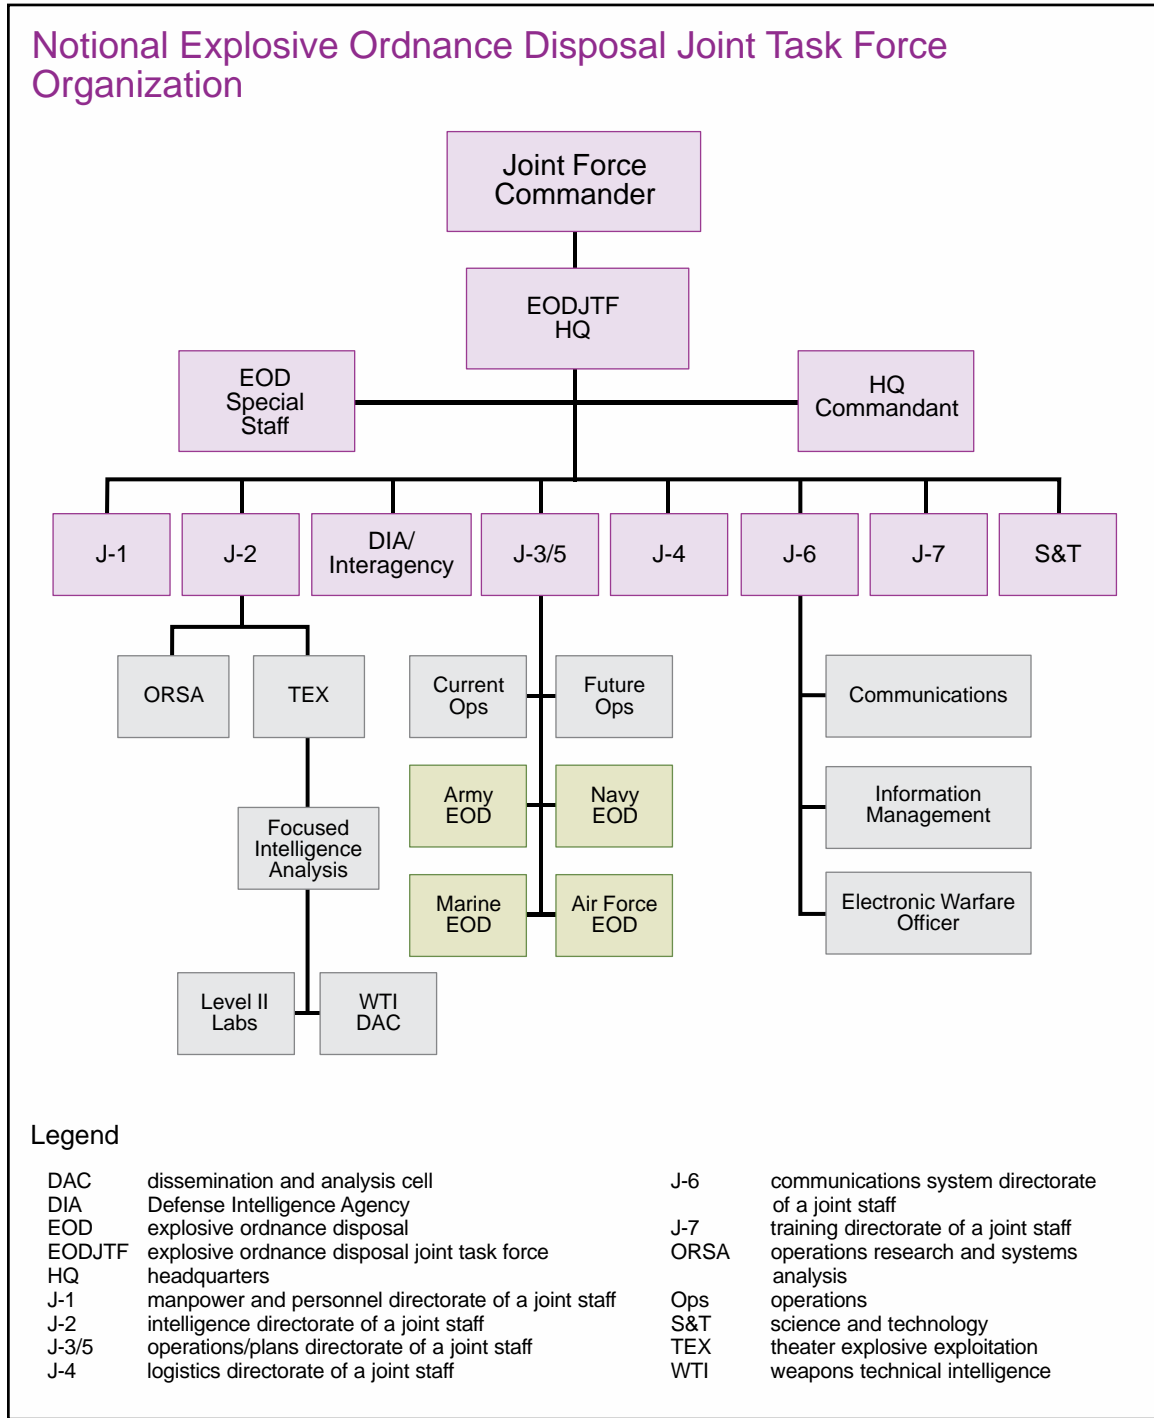 Notional Explosive Ordnance Disposal Joint Task Force
Organization
Joint Force
Commander
EODJTF
HQ
EOD
Special
Staff
HQ
Commandant
J-1
J-2
DIA/
Interagency
J-3/5
J-4
J-6
J-7
S&T
ORSA
TEX
Current
Ops
Future
Ops
Communications
Army
EOD
Navy
EOD
Information
Management
Focused
Intelligence
Analysis
Marine
EOD
Air Force
EOD
Electronic Warfare
Officer
Level II
Labs
WTI
DAC
Legend
DAC dissemination and analysis cell
DIA Defense Intelligence Agency
EOD explosive ordnance disposal
EODJTF explosive ordnance disposal joint task force
HQ headquarters
J-1 manpower and personnel directorate of a joint staff
J-2 intelligence directorate of a joint staff
J-3/5 operations/plans directorate of a joint staff
J-4 logistics directorate of a joint staff
J-6 communications system directorate
of a joint staff
J-7 training directorate of a joint staff
ORSA operations research and systems
analysis
Ops operations
S&T science and technology
TEX theater explosive exploitation
WTI weapons technical intelligence